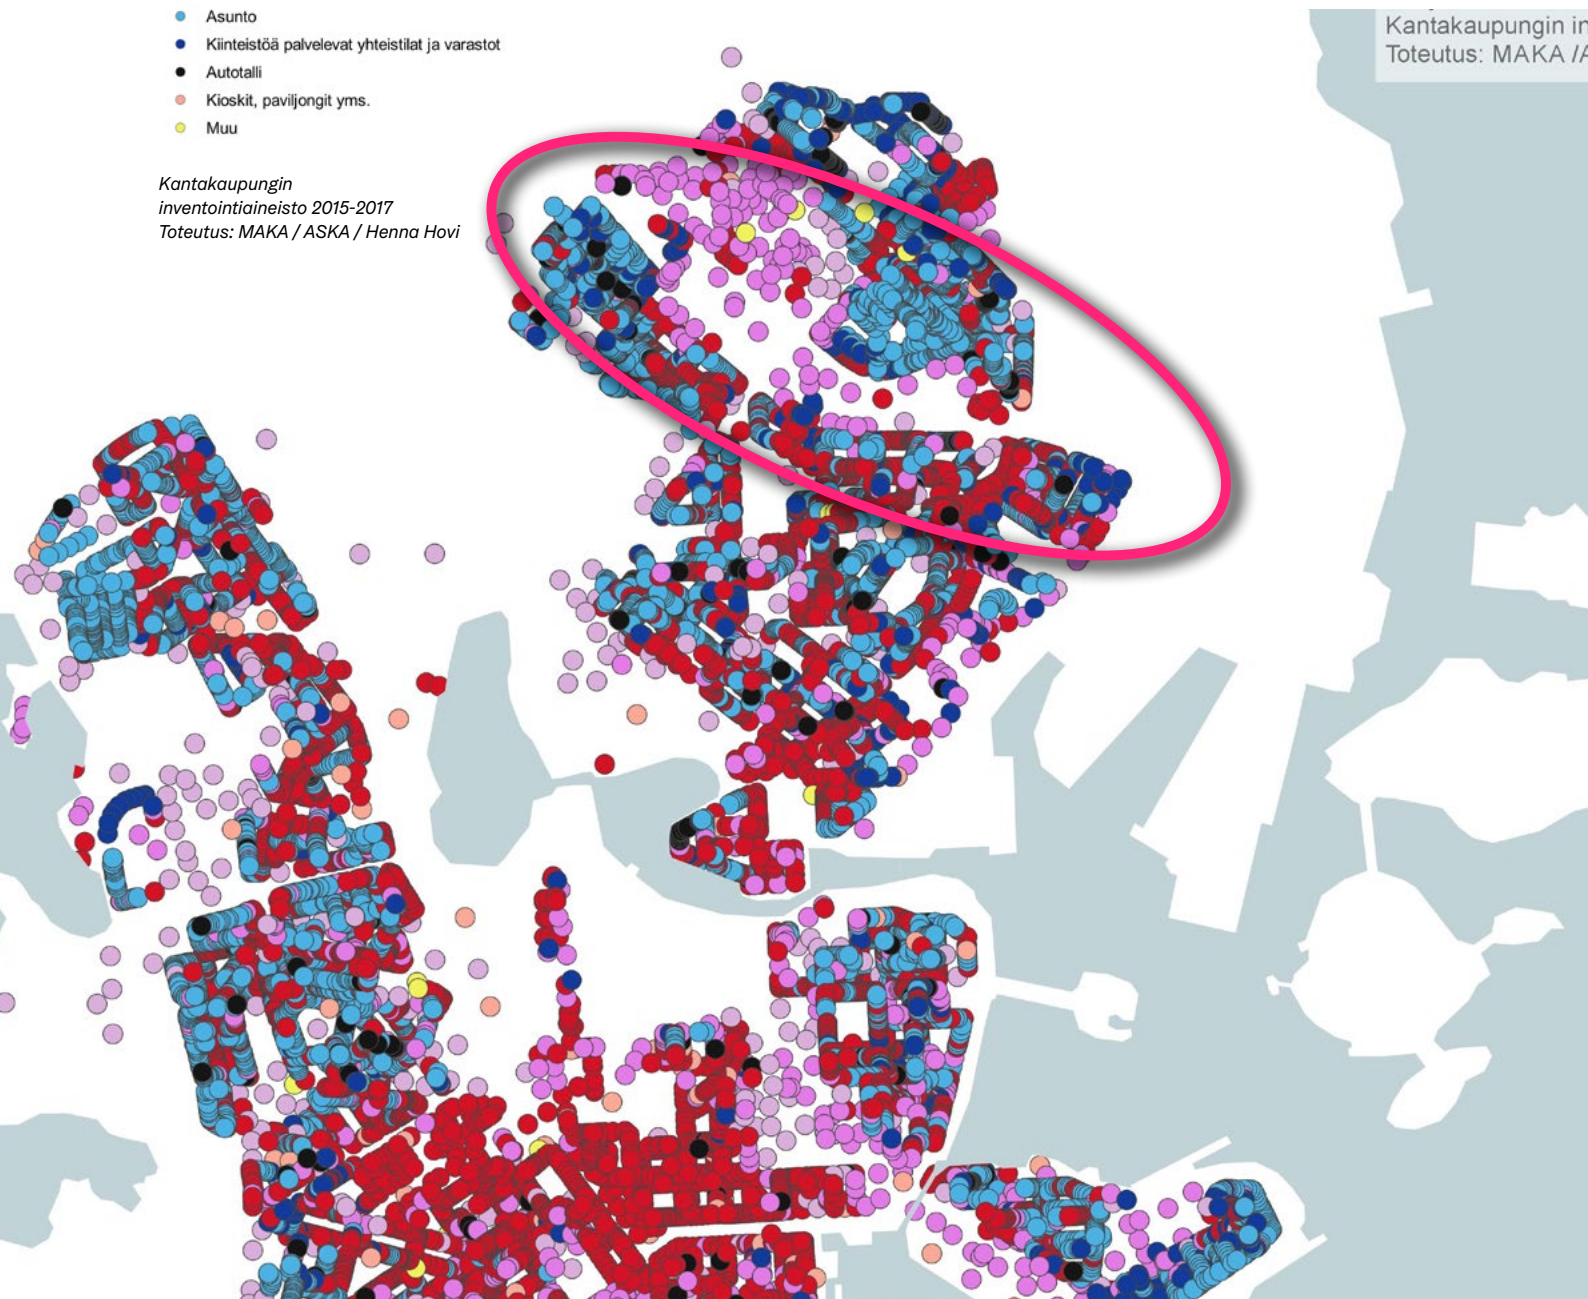 Asunto
Kiinteistöä palvelevat yhteistilat ja varastot
Autotalli
Kioskit, paviljongit yms.
Muu
Kantakaupungin
inventointiaineisto 2015-2017
Toteutus: MAKA / ASKA / Henna Hovi
Kantakaupungin in
Toteutus: MAKA /A